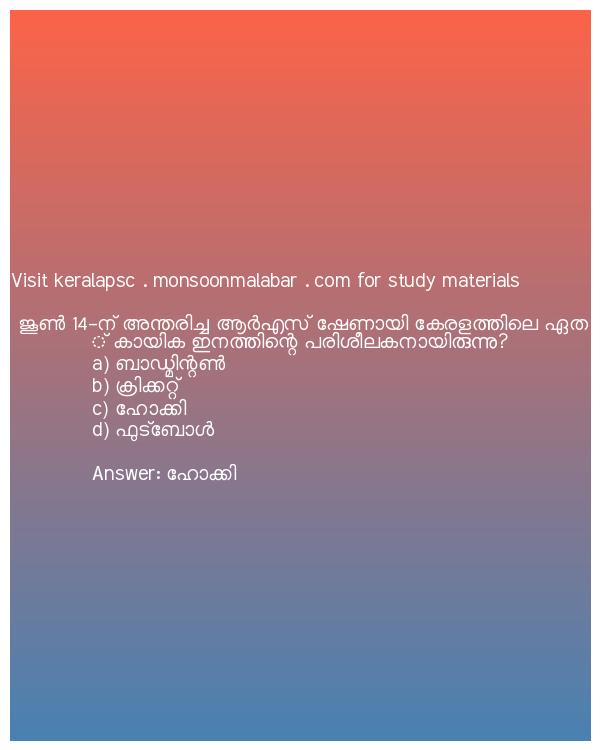 Visit keralapsc . monsoonmalabar . com for study materials
ജൂൺ 14-ന് അന്തരിച്ച ആർഎസ് ഷേണായി കേരളത്തിലെ ഏത
് കായിക ഇനത്തിന്റെ പരിശീലകനായിരുന്നു?
a) ബാഡ്മിന്റൺ
b) ക്രിക്കറ്റ്
c) ഹോക്കി
d) ഫുട്ബോൾ
Answer: ഹോക്കി